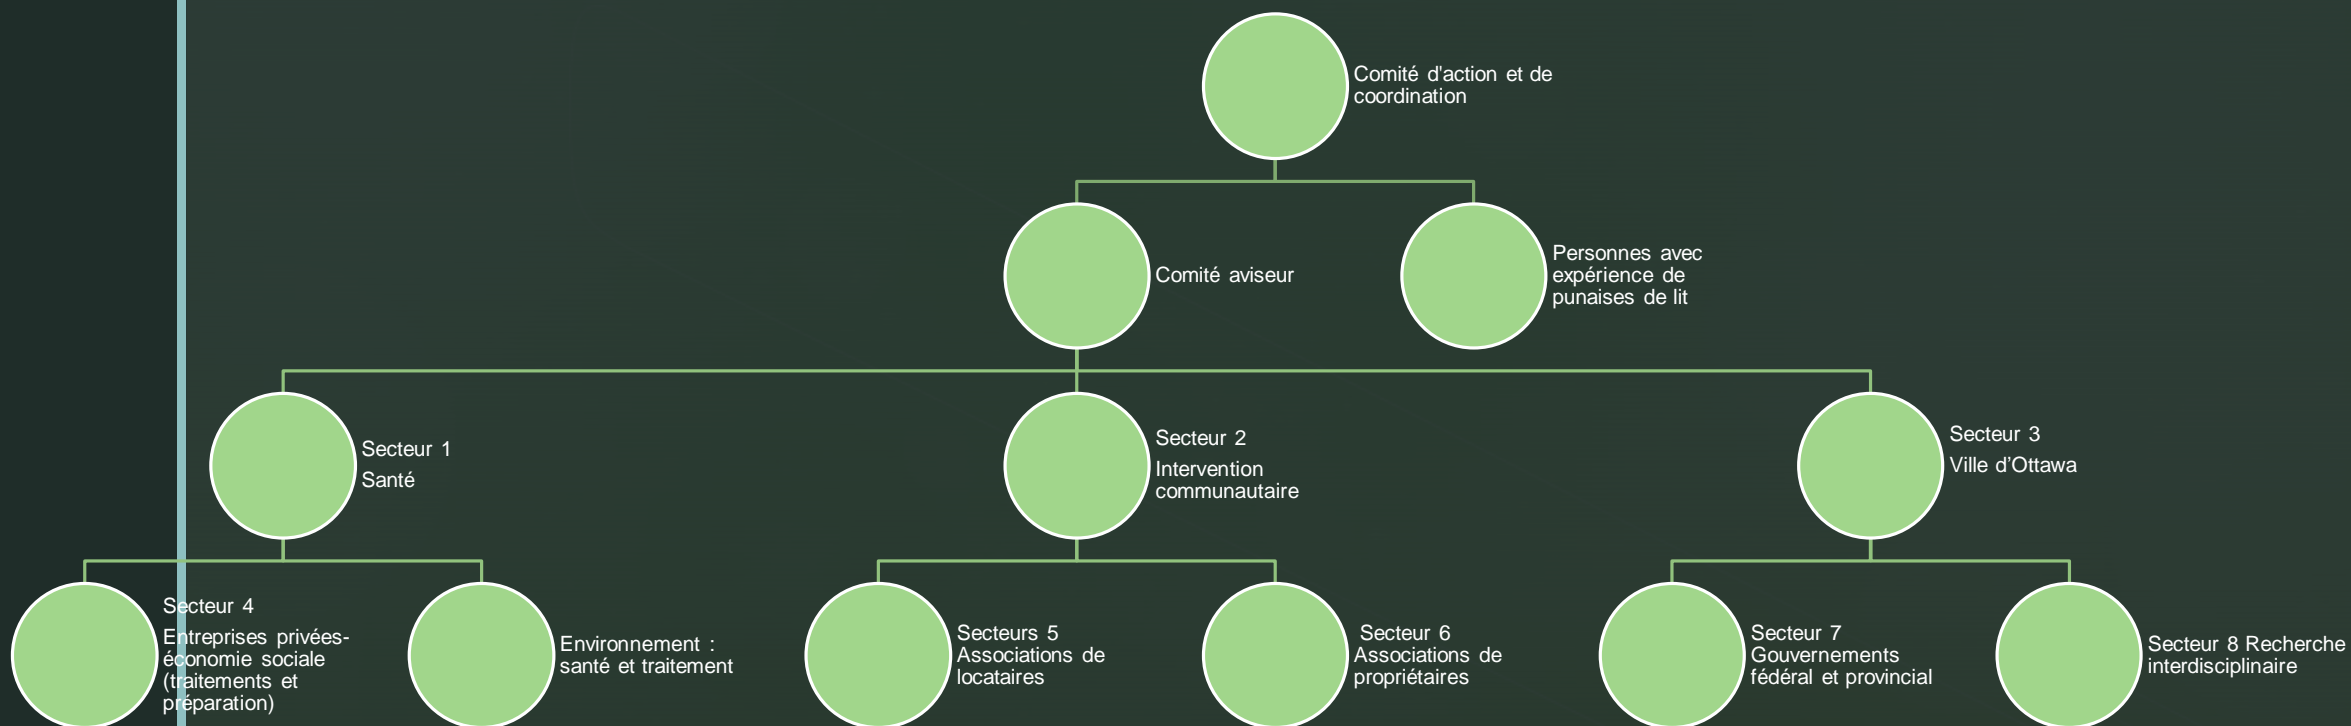 Comité d'action et de
coordination
Comité aviseur
Personnes avec
expérience de
punaises de lit
Secteur 1
Santé
Secteur 2
Intervention
communautaire
Secteur 3
Ville d’Ottawa
Secteur 4
Entreprises privées-
économie sociale
(traitements et
préparation)
Environnement :
santé et traitement
Secteurs 5
Associations de
locataires
Secteur 6
Associations de
propriétaires
Secteur 7
Gouvernements
fédéral et provincial
Secteur 8 Recherche
interdisciplinaire